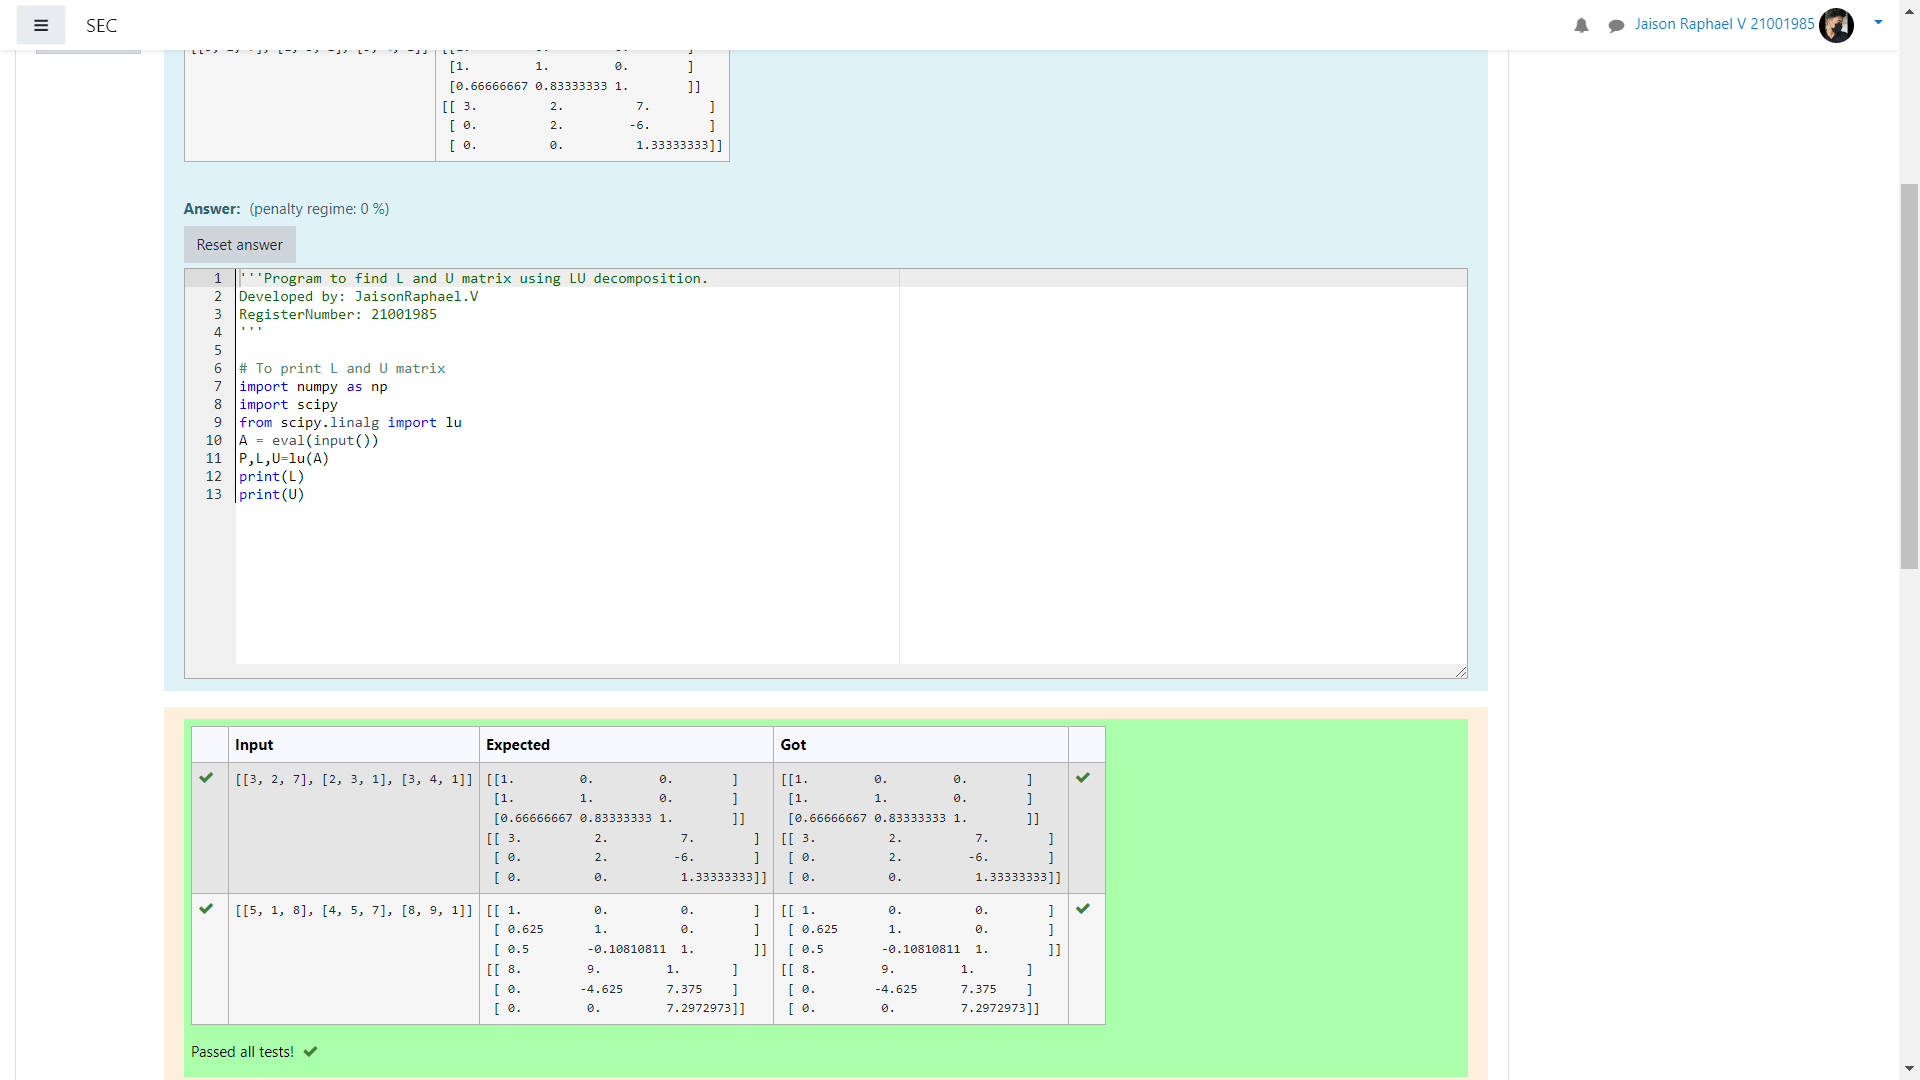 SEC
Jaison Raphael V 21001985
[1. 1. 0. ]
[0.66666667 0.83333333 1. ]]
[[ 3. 2. 7. ]
[ 0. 2. -6. ]
[ 0. 0. 1.33333333]]
Answer: (penalty regime: 0 %)
Reset answer
1 '''Program to find L and U matrix using LU decomposition.
2 Developed by: JaisonRaphael.V
3 RegisterNumber: 21001985
4 '''
5
6 # To print L and U matrix
7 import numpy as np
8 import scipy
9 from scipy.linalg import lu
10 A = eval(input())
11 P,L,U=lu(A)
12 print(L)
13 print(U)
Input Expected Got
[[3, 2, 7], [2, 3, 1], [3, 4, 1]] [[1. 0. 0. ] [[1. 0. 0. ]
[1. 1. 0. ] [1. 1. 0. ]
[0.66666667 0.83333333 1. ]] [0.66666667 0.83333333 1. ]]
[[ 3. 2. 7. ] [[ 3. 2. 7. ]
[ 0. 2. -6. ] [ 0. 2. -6. ]
[ 0. 0. 1.33333333]] [ 0. 0. 1.33333333]]
[[5, 1, 8], [4, 5, 7], [8, 9, 1]] [[ 1. 0. 0. ] [[ 1. 0. 0. ]
[ 0.625 1. 0. ] [ 0.625 1. 0. ]
[ 0.5 -0.10810811 1. ]] [ 0.5 -0.10810811 1. ]]
[[ 8. 9. 1. ] [[ 8. 9. 1. ]
[ 0. -4.625 7.375 ] [ 0. -4.625 7.375 ]
[ 0. 0. 7.2972973]] [ 0. 0. 7.2972973]]
Passed all tests!